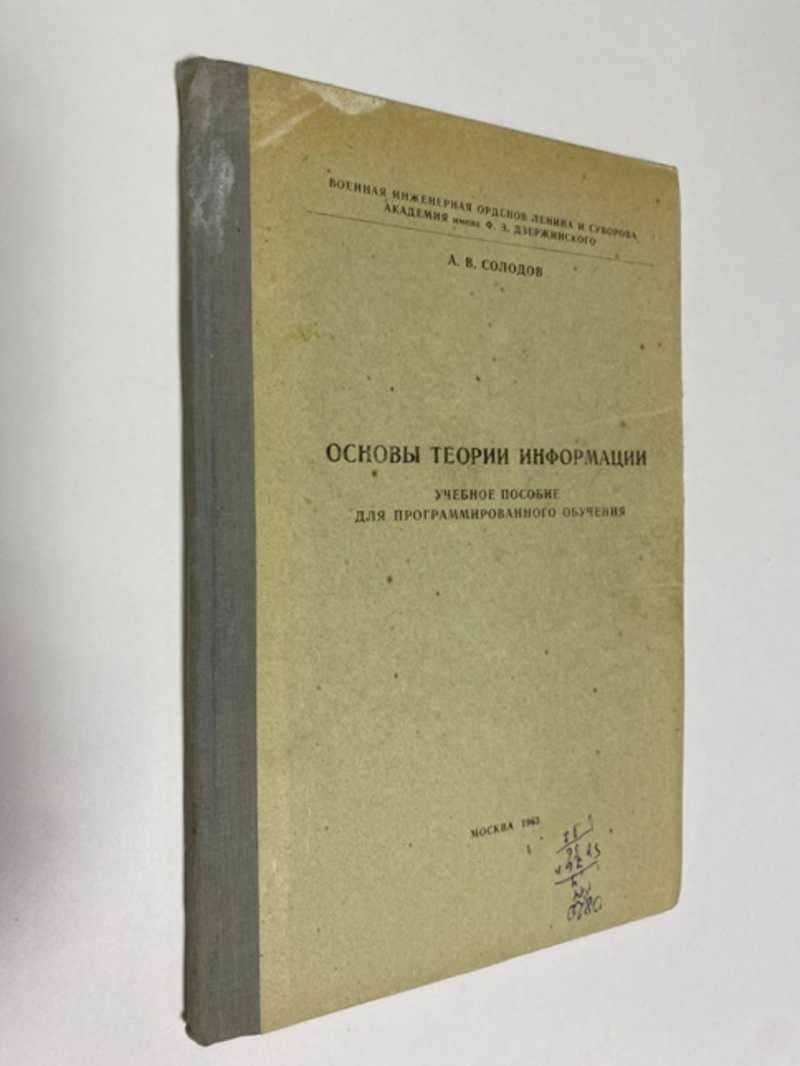 ВОЕННАЯ ИНЖЕНЕРНАЯ ОРДЕНОВ ЛЕНИНА И СУВОРОВА
АКАДЕМИЯ имени Ф. Э. ДЗЕРЖИНСКОГО
А. В. СОЛОДОВ
ОСНОВЫ ТЕОРИИ ИНФОРМАЦИИ
УЧЕБНОЕ ПОСОБИЕ
ДЛЯ ПРОГРАММИРОВАННОГО ОБУЧЕНИЯ
МОСКВА 1963